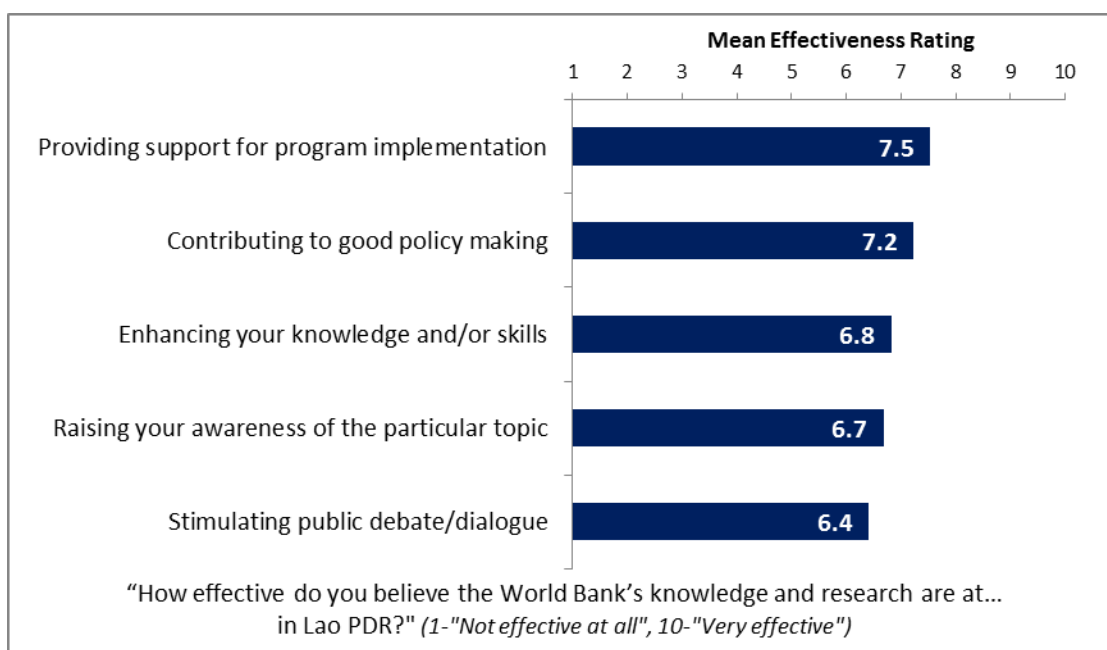 Mean Effectiveness Rating
1 2 3 4 5 6 7 8 9 10
Providing support for program implementation 7.5
Contributing to good policy making 7.2
Enhancing your knowledge and/or skills 6.8
Raising your awareness of the particular topic 6.7
Stimulating public debate/dialogue 6.4
“How effective do you believe the World Bank’s knowledge and research are at...
in Lao PDR?" (1-"Not effective at all", 10-"Very effective")